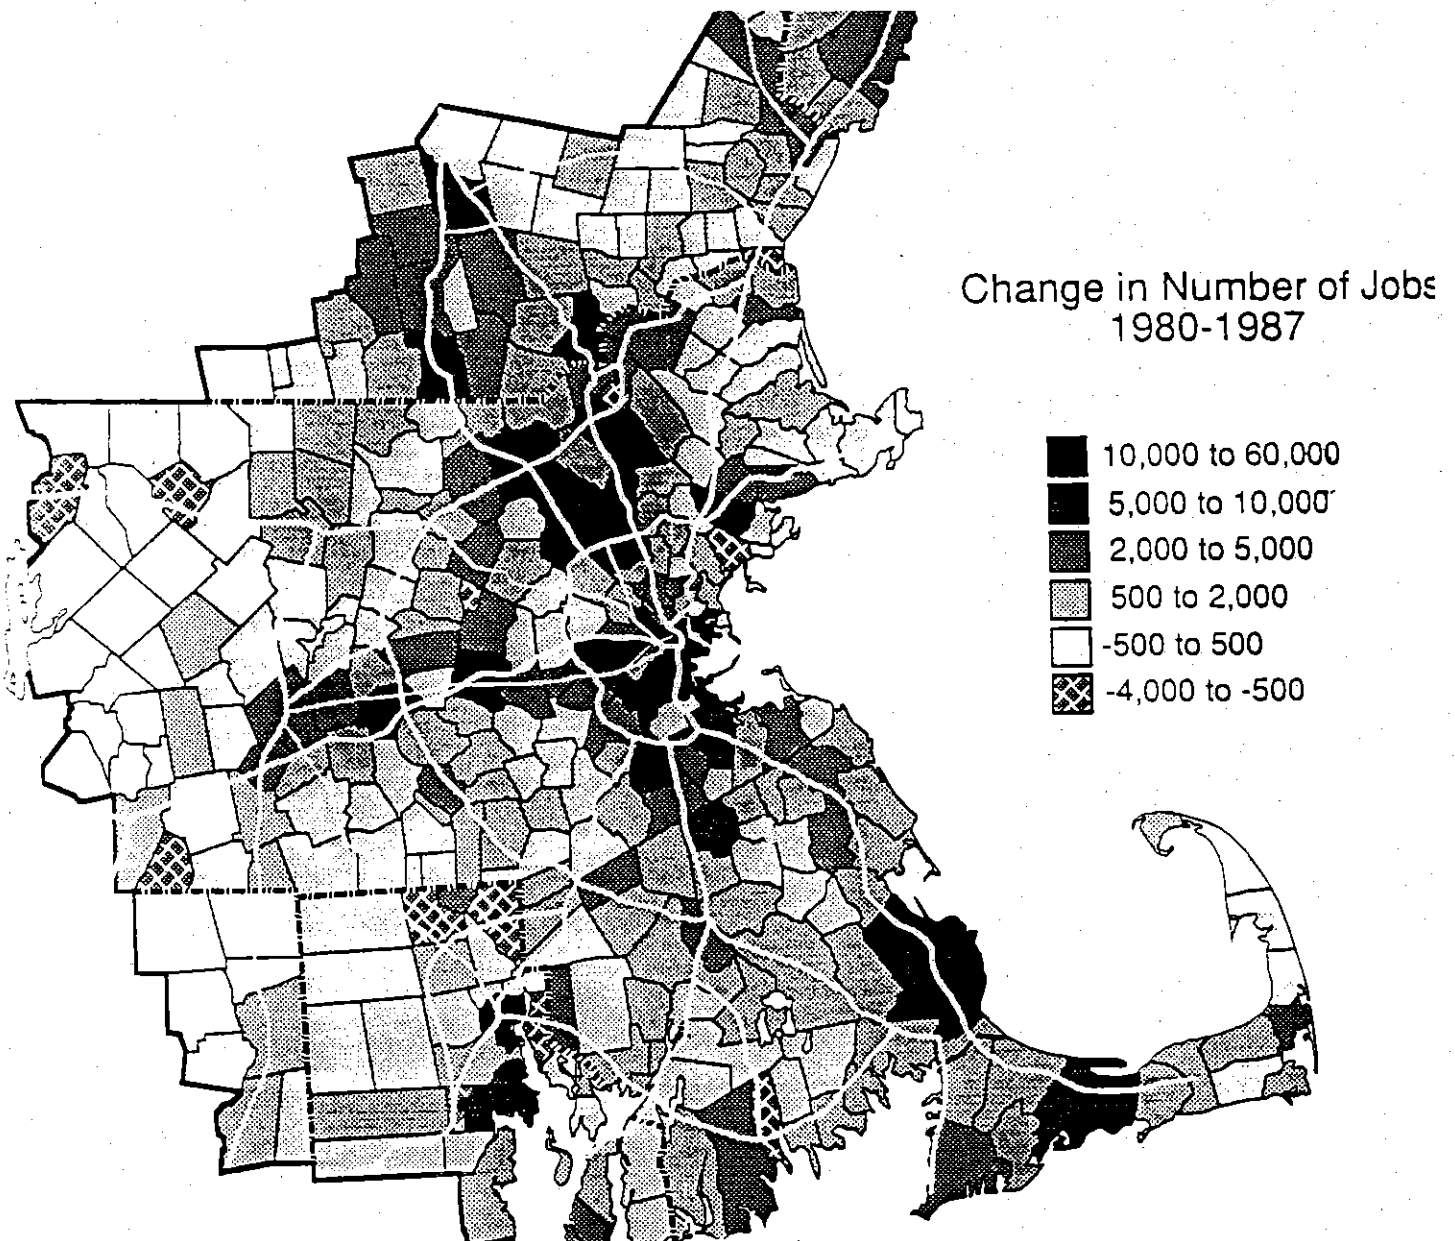 Change in Number of Jobs
1980-1987
10,000 to 60,000
5,000 to 10,000
2,000 to 5,000
500 to 2,000
-500 to 500
-4,000 to -500